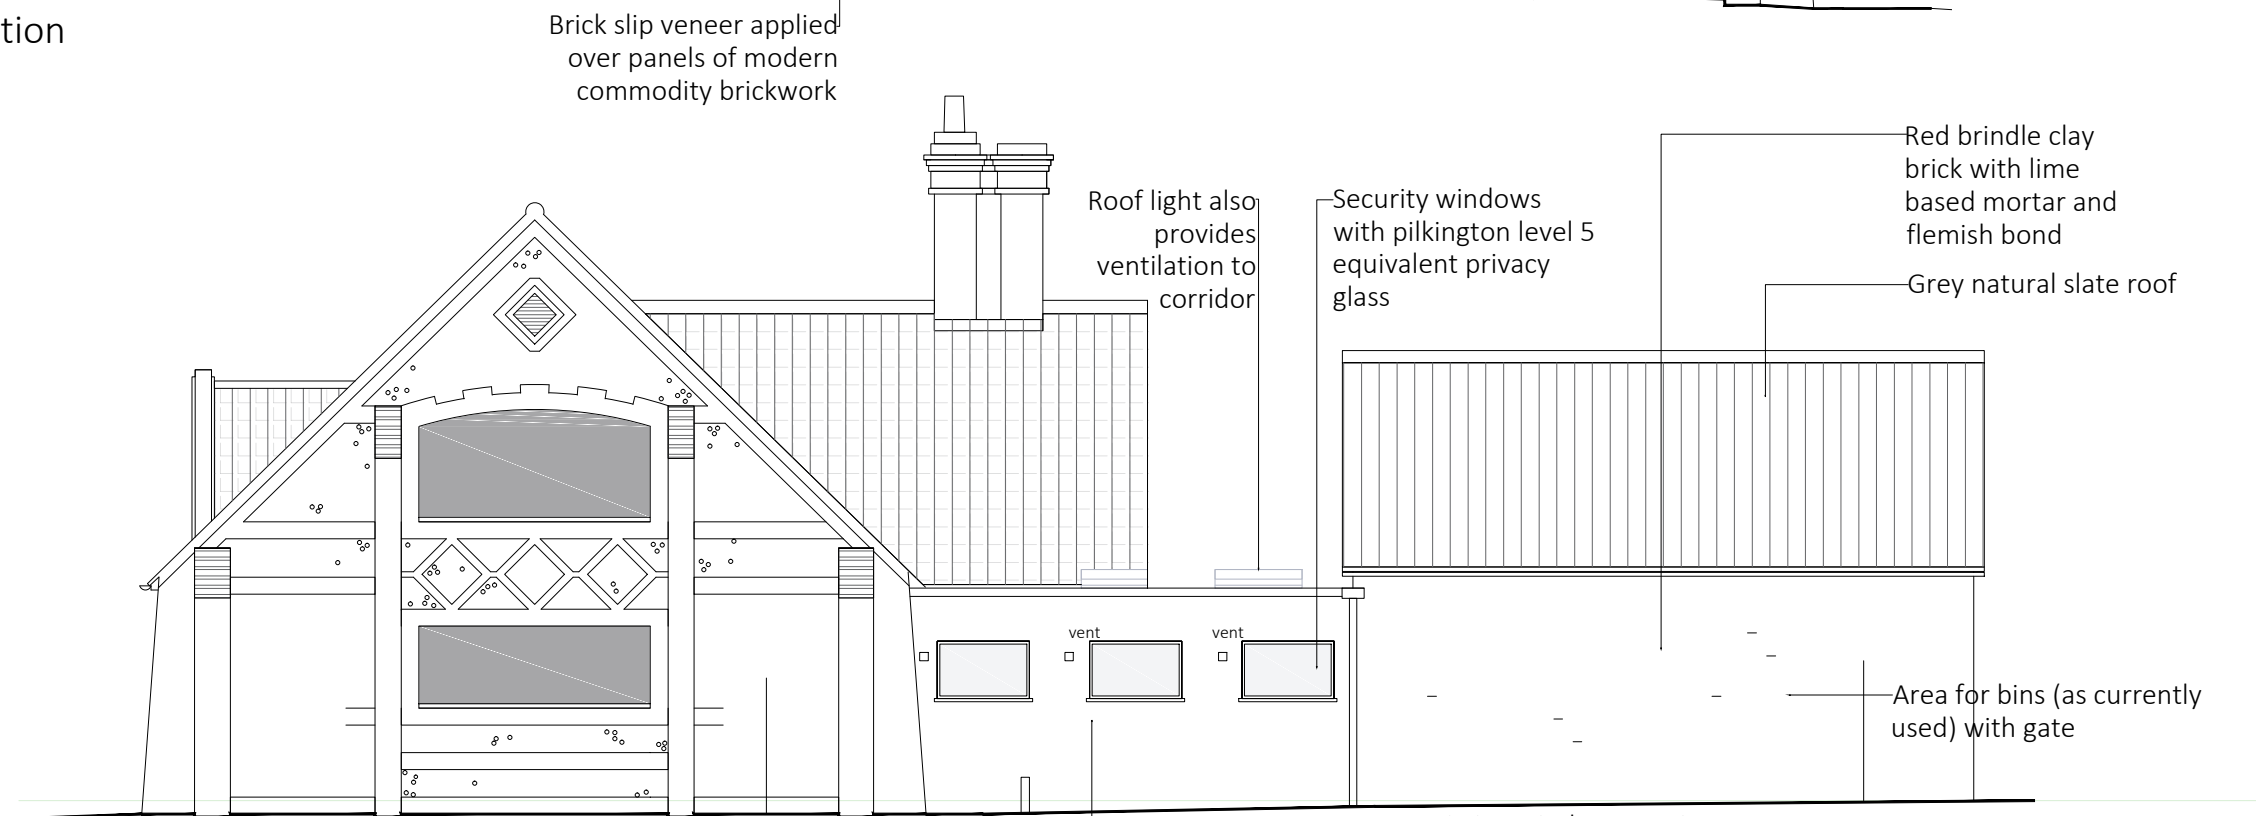 tion
Brick slip veneer applied
over panels of modern
commodity brickwork
Roof light also
provides
ventilation to
corridor
Security windows
with pilkington level 5
equivalent privacy
glass
Red brindle clay
brick with lime
based mortar and
flemish bond
Grey natural slate roof
vent
vent
Area for bins (as currently
used) with gate